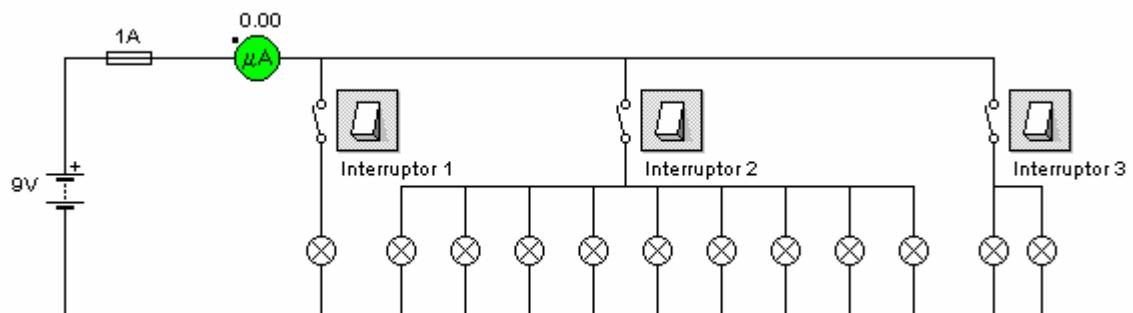 0.00
1A
μA
9V
+
Interruptor 1
Interruptor 2
Interruptor 3